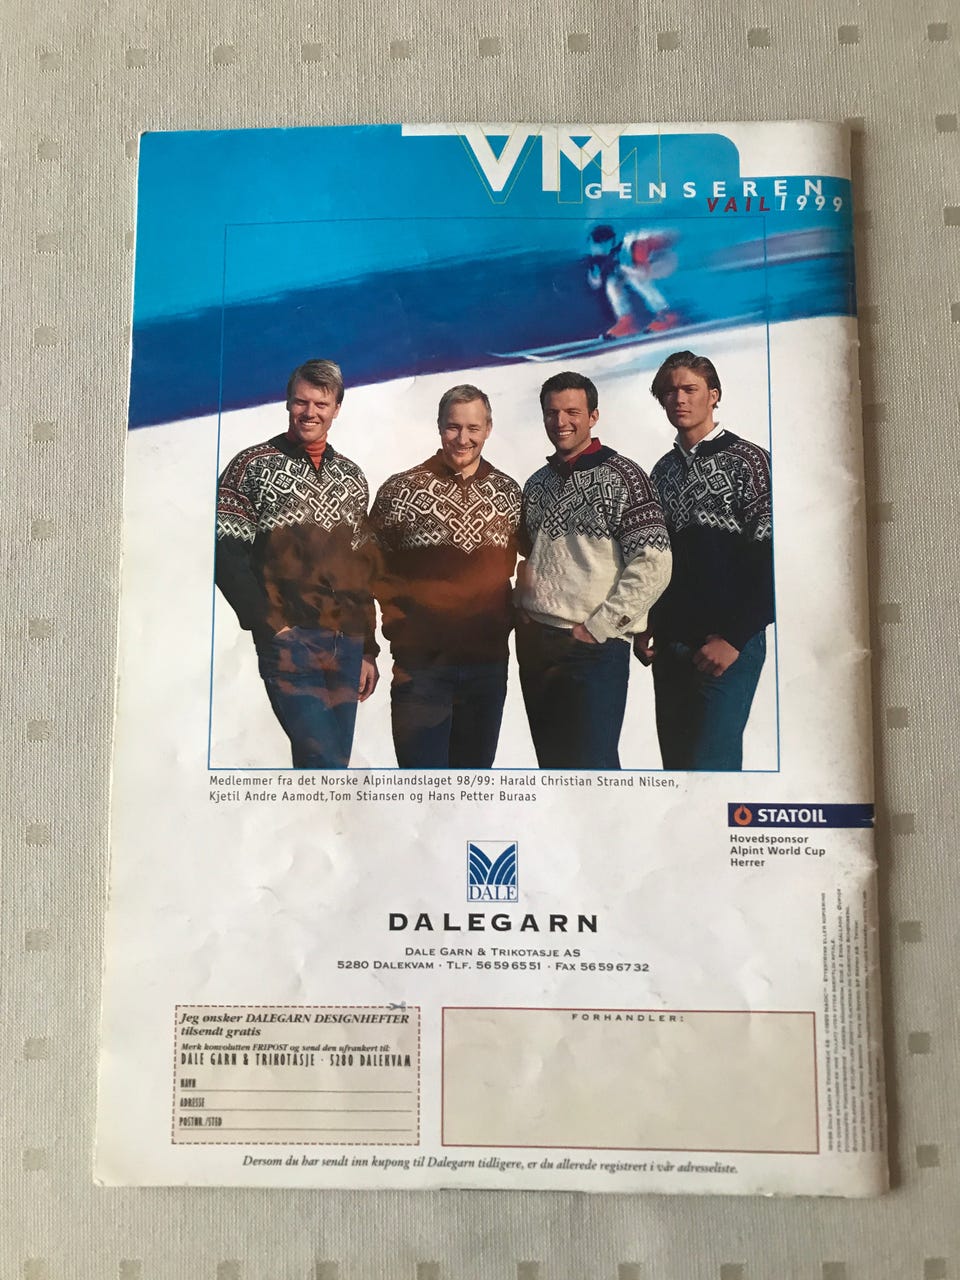 VM
GENSEREN
VAIL 1999
Medlemmer fra det Norske Alpinlandslaget 98/99: Harald Christian Strand Nilsen,
Kjetil Andre Aamodt, Tom Stiansen og Hans Petter Buraas
STATOIL
Hovedsponsor
Alpint World Cup
Herrer
DALE
DALEGARN
DALE GARN & TRIKOTASJE AS
5280 DALEKVAM · TLF. 56 59 65 51 · FAX 56 59 67 32
Jeg ønsker DALEGARN DESIGNHEFTER
tilsendt gratis
Merk konvolutten FRIPOST og send den ufrankert til:
DALE GARN & TRIKOTASJE · 5280 DALEKVAM
NAVN
ADRESSE
POSTNR./STED
FORHANDLER:
Dersom du har sendt inn kupong til Dalegarn tidligere, er du allerede registrert i vår adresseliste.